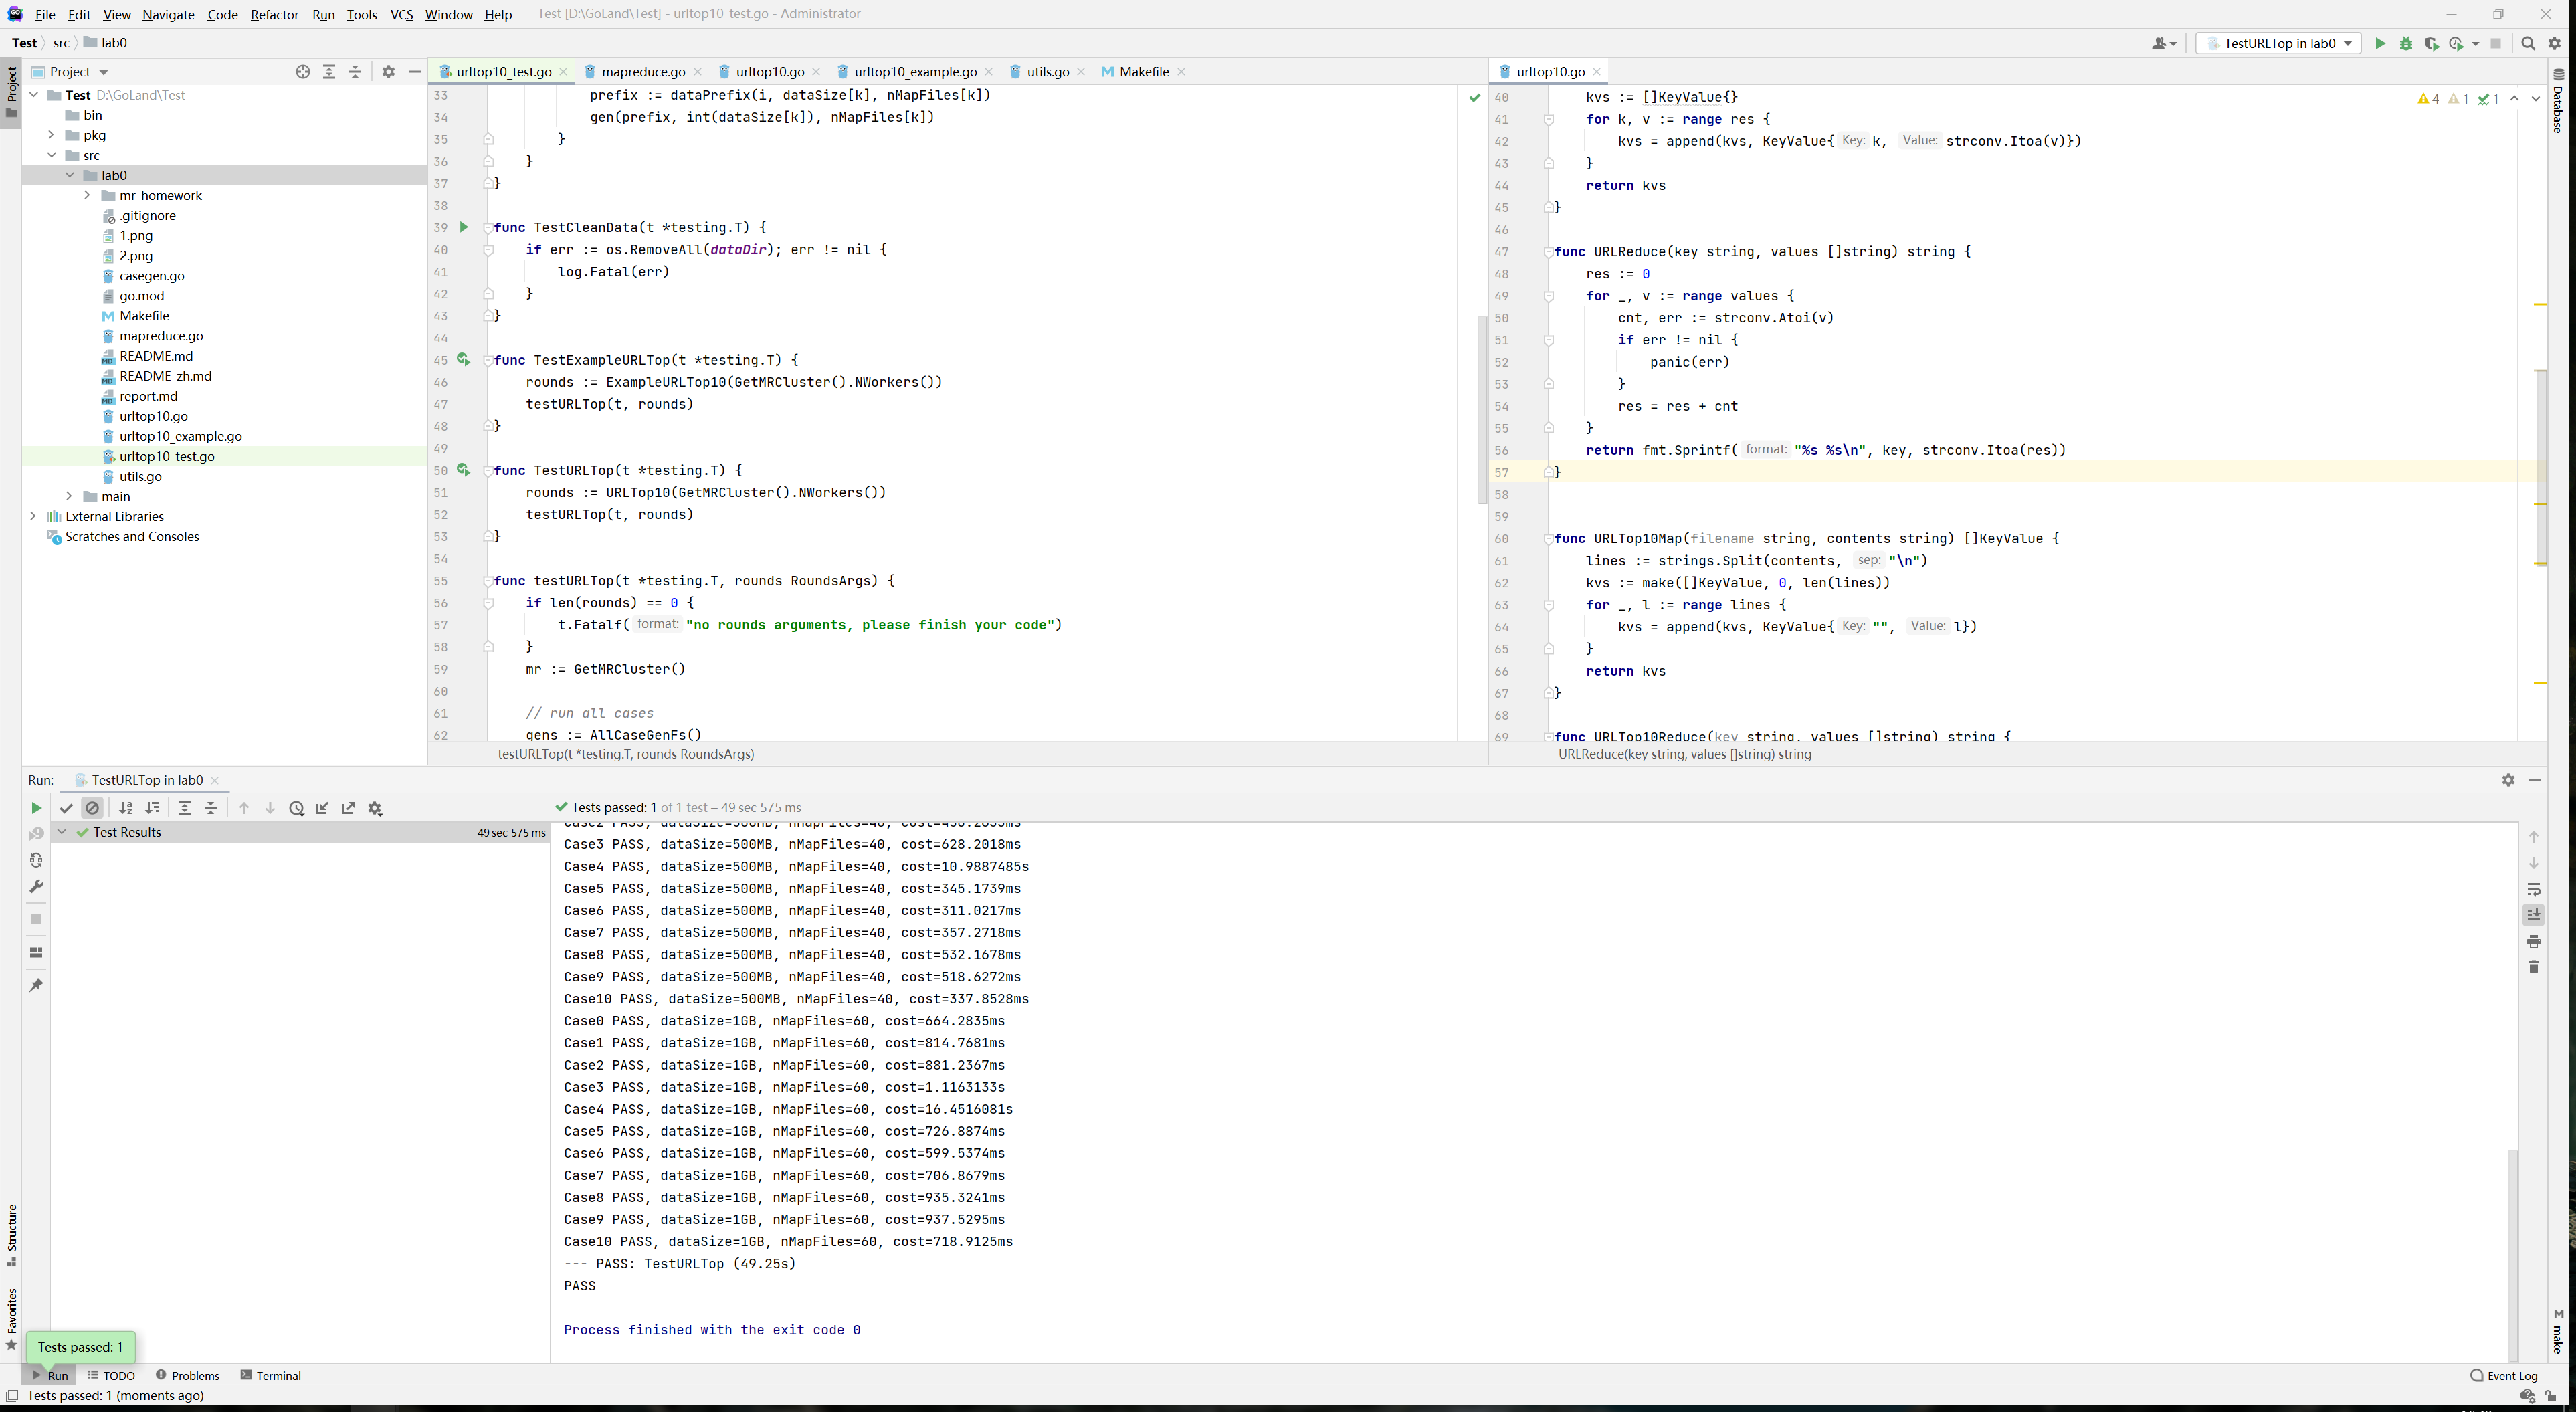 File Edit View Navigate Code Refactor Run Tools VCS Window Help Test [D:\GoLand\Test] - urltop10_test.go - Administrator
Test src lab0 TestURLTop in lab0
Project urltop10_test.go mapreduce.go urltop10.go urltop10_example.go utils.go Makefile urltop10.go
Project
Database
Structure
Favorites
make
Test D:\GoLand\Test
bin
pkg
src
lab0
mr_homework
.gitignore
1.png
2.png
casegen.go
go.mod
Makefile
mapreduce.go
README.md
README-zh.md
report.md
urltop10.go
urltop10_example.go
urltop10_test.go
utils.go
main
External Libraries
Scratches and Consoles
33 prefix := dataPrefix(i, dataSize[k], nMapFiles[k])
34 gen(prefix, int(dataSize[k]), nMapFiles[k])
35 }
36 }
37 }
38
39 func TestCleanData(t *testing.T) {
40 if err := os.RemoveAll(dataDir); err != nil {
41 log.Fatal(err)
42 }
43 }
44
45 func TestExampleURLTop(t *testing.T) {
46 rounds := ExampleURLTop10(GetMRCluster().NWorkers())
47 testURLTop(t, rounds)
48 }
49
50 func TestURLTop(t *testing.T) {
51 rounds := URLTop10(GetMRCluster().NWorkers())
52 testURLTop(t, rounds)
53 }
54
55 func testURLTop(t *testing.T, rounds RoundsArgs) {
56 if len(rounds) == 0 {
57 t.Fatalf( format: "no rounds arguments, please finish your code")
58 }
59 mr := GetMRCluster()
60
61 // run all cases
62 gens := AllCaseGenFs()
testURLTop(t *testing.T, rounds RoundsArgs)
4 1 1
40 kvs := []KeyValue{}
41 for k, v := range res {
42 kvs = append(kvs, KeyValue{ Key: k, Value: strconv.Itoa(v)})
43 }
44 return kvs
45 }
46
47 func URLReduce(key string, values []string) string {
48 res := 0
49 for _, v := range values {
50 cnt, err := strconv.Atoi(v)
51 if err != nil {
52 panic(err)
53 }
54 res = res + cnt
55 }
56 return fmt.Sprintf( format: "%s %s\n", key, strconv.Itoa(res))
57 }
58
59
60 func URLTop10Map(filename string, contents string) []KeyValue {
61 lines := strings.Split(contents, sep: "\n")
62 kvs := make([]KeyValue, 0, len(lines))
63 for _, l := range lines {
64 kvs = append(kvs, KeyValue{ Key: "", Value: l})
65 }
66 return kvs
67 }
68
69 func URLTop10Reduce(key string, values []string) string {
URLReduce(key string, values []string) string
Run: TestURLTop in lab0
Tests passed: 1 of 1 test – 49 sec 575 ms
Test Results 49 sec 575 ms
Case3 PASS, dataSize=500MB, nMapFiles=40, cost=628.2018ms
Case4 PASS, dataSize=500MB, nMapFiles=40, cost=10.9887485s
Case5 PASS, dataSize=500MB, nMapFiles=40, cost=345.1739ms
Case6 PASS, dataSize=500MB, nMapFiles=40, cost=311.0217ms
Case7 PASS, dataSize=500MB, nMapFiles=40, cost=357.2718ms
Case8 PASS, dataSize=500MB, nMapFiles=40, cost=532.1678ms
Case9 PASS, dataSize=500MB, nMapFiles=40, cost=518.6272ms
Case10 PASS, dataSize=500MB, nMapFiles=40, cost=337.8528ms
Case0 PASS, dataSize=1GB, nMapFiles=60, cost=664.2835ms
Case1 PASS, dataSize=1GB, nMapFiles=60, cost=814.7681ms
Case2 PASS, dataSize=1GB, nMapFiles=60, cost=881.2367ms
Case3 PASS, dataSize=1GB, nMapFiles=60, cost=1.1163133s
Case4 PASS, dataSize=1GB, nMapFiles=60, cost=16.4516081s
Case5 PASS, dataSize=1GB, nMapFiles=60, cost=726.8874ms
Case6 PASS, dataSize=1GB, nMapFiles=60, cost=599.5374ms
Case7 PASS, dataSize=1GB, nMapFiles=60, cost=706.8679ms
Case8 PASS, dataSize=1GB, nMapFiles=60, cost=935.3241ms
Case9 PASS, dataSize=1GB, nMapFiles=60, cost=937.5295ms
Case10 PASS, dataSize=1GB, nMapFiles=60, cost=718.9125ms
--- PASS: TestURLTop (49.25s)
PASS
Process finished with the exit code 0
Tests passed: 1
Run TODO Problems Terminal Event Log
Tests passed: 1 (moments ago)